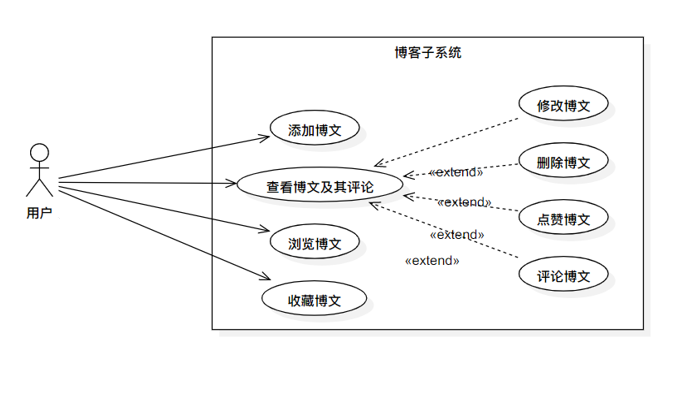 博客子系统
修改博文
添加博文
删除博文
«extend»
查看博文及其评论
«extend»
用户
点赞博文
«extend»
浏览博文
«extend»
评论博文
收藏博文